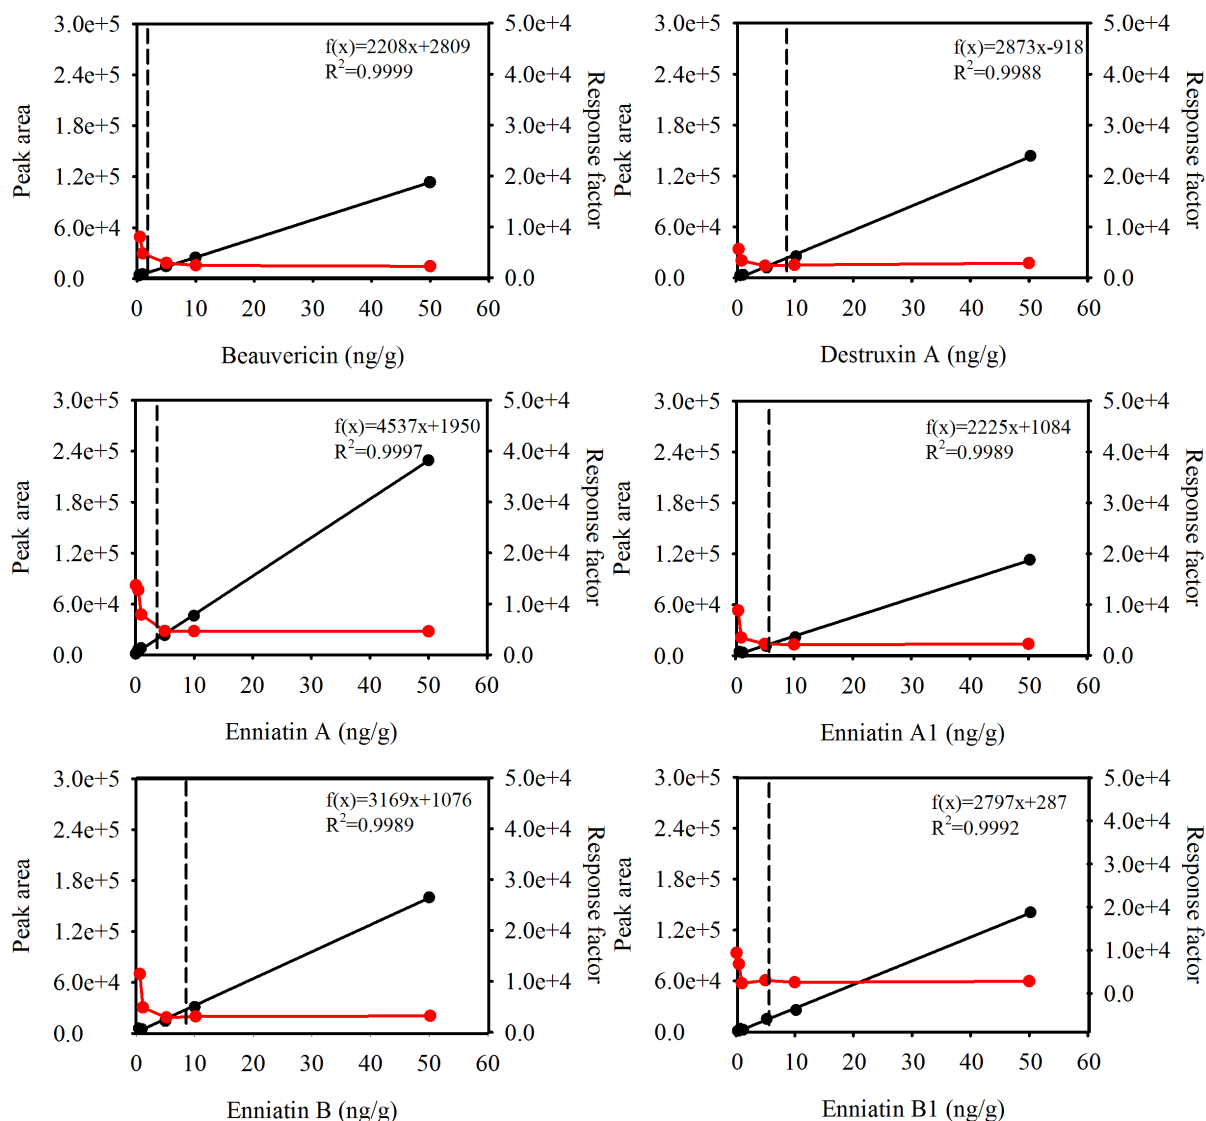 3.0e+5
2.4e+5
1.8e+5
1.2e+5
6.0e+4
0.0
Peak area
5.0e+4
4.0e+4
3.0e+4
2.0e+4
1.0e+4
0.0
Response factor
f(x)=2208x+2809
R2=0.9999
0 10 20 30 40 50 60
Beauvericin (ng/g)
3.0e+5
2.4e+5
1.8e+5
1.2e+5
6.0e+4
0.0
Peak area
5.0e+4
4.0e+4
3.0e+4
2.0e+4
1.0e+4
0.0
Response factor
f(x)=2873x-918
R2=0.9988
0 10 20 30 40 50 60
Destruxin A (ng/g)
3.0e+5
2.4e+5
1.8e+5
1.2e+5
6.0e+4
0.0
Peak area
5.0e+4
4.0e+4
3.0e+4
2.0e+4
1.0e+4
0.0
Response factor
f(x)=4537x+1950
R2=0.9997
0 10 20 30 40 50 60
Enniatin A (ng/g)
3.0e+5
2.4e+5
1.8e+5
1.2e+5
6.0e+4
0.0
Peak area
5.0e+4
4.0e+4
3.0e+4
2.0e+4
1.0e+4
0.0
Response factor
f(x)=2225x+1084
R2=0.9989
0 10 20 30 40 50 60
Enniatin A1 (ng/g)
3.0e+5
2.4e+5
1.8e+5
1.2e+5
6.0e+4
0.0
Peak area
5.0e+4
4.0e+4
3.0e+4
2.0e+4
1.0e+4
0.0
Response factor
f(x)=3169x+1076
R2=0.9989
0 10 20 30 40 50 60
Enniatin B (ng/g)
3.0e+5
2.4e+5
1.8e+5
1.2e+5
6.0e+4
0.0
Peak area
5.0e+4
4.0e+4
3.0e+4
2.0e+4
1.0e+4
0.0
Response factor
f(x)=2797x+287
R2=0.9992
0 10 20 30 40 50 60
Enniatin B1 (ng/g)